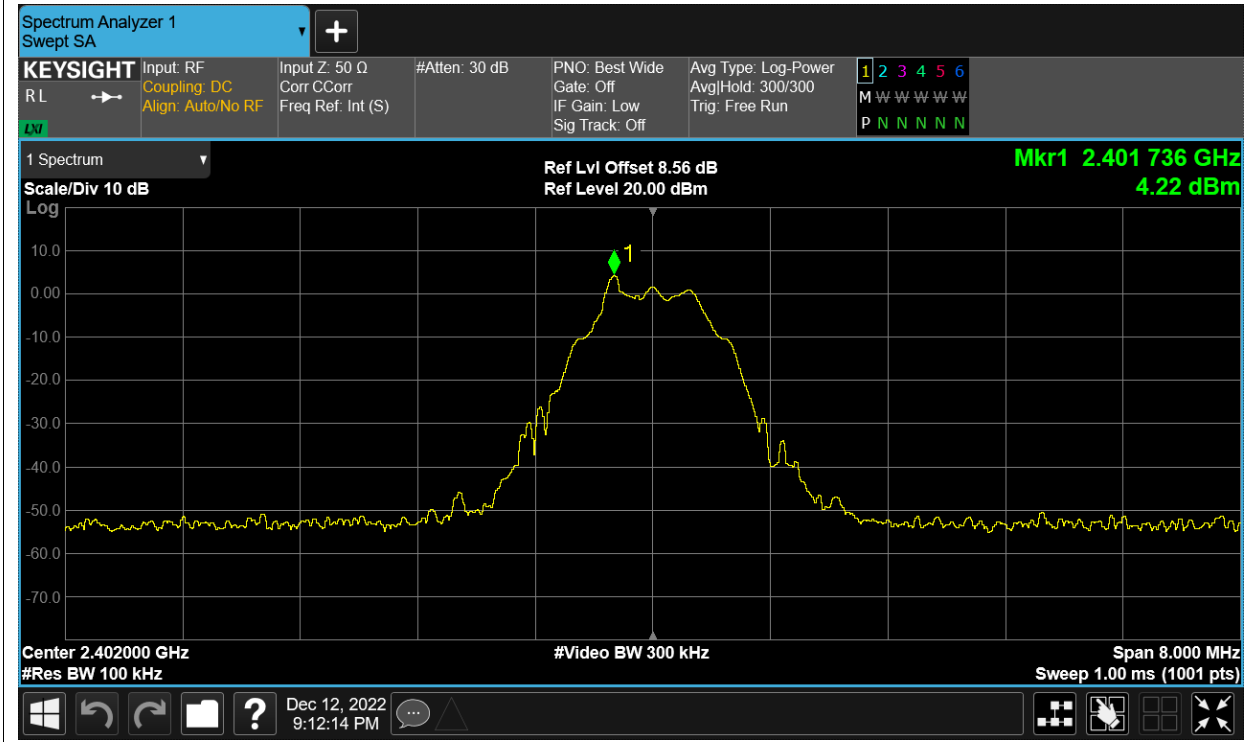 Spectrum Analyzer 1
Swept SA
KEYSIGHT
R L
LXI
Input: RF
Coupling: DC
Align: Auto/No RF
Input Z: 50 Ω
Corr CCorr
Freq Ref: Int (S)
#Atten: 30 dB
PNO: Best Wide
Gate: Off
IF Gain: Low
Sig Track: Off
Avg Type: Log-Power
Avg|Hold: 300/300
Trig: Free Run
1 2 3 4 5 6
M W W W W W
P N N N N N
1 Spectrum
Scale/Div 10 dB
Log
Ref Lvl Offset 8.56 dB
Ref Level 20.00 dBm
Mkr1 2.401 736 GHz
4.22 dBm
1
10.0
0.00
-10.0
-20.0
-30.0
-40.0
-50.0
-60.0
-70.0
Center 2.402000 GHz
#Res BW 100 kHz
#Video BW 300 kHz
Span 8.000 MHz
Sweep 1.00 ms (1001 pts)
?
Dec 12, 2022
9:12:14 PM